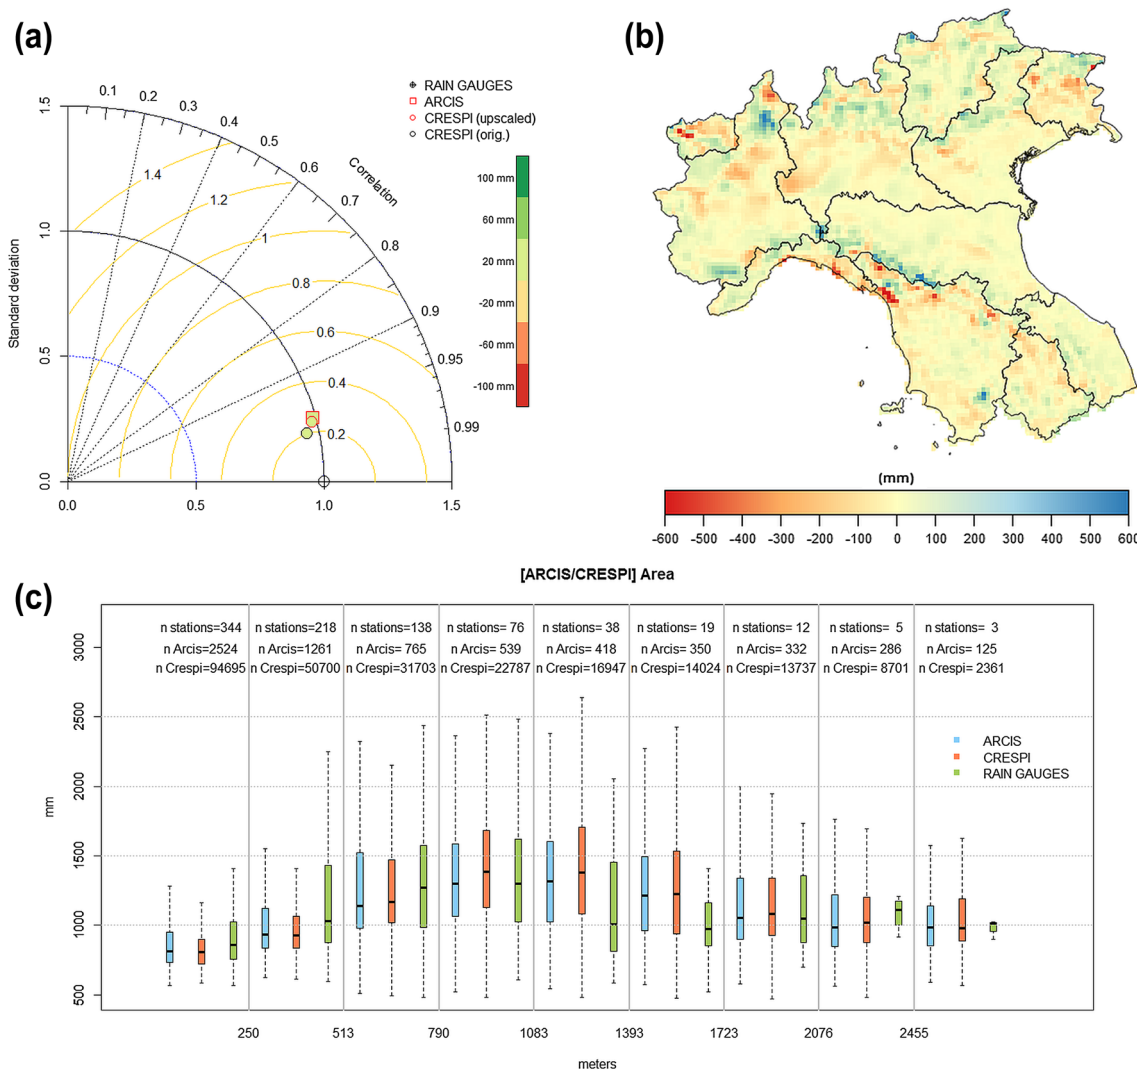 (a)
RAIN GAUGES
ARCIS
CRESPI (upscaled)
CRESPI (orig.)
Correlation
0.1
0.2
0.3
0.4
0.5
0.6
0.7
0.8
0.9
0.95
0.99
1.4
1.2
1
0.8
0.6
0.4
0.2
Standard deviation
1.5
1.0
0.5
0.0
0.0 0.5 1.0 1.5
100 mm
60 mm
20 mm
-20 mm
-60 mm
-100 mm
(b)
(mm)
-600 -500 -400 -300 -200 -100 0 100 200 300 400 500 600
[ARCIS/CRESPI] Area
(c)
n stations=344 n stations=218 n stations=138 n stations= 76 n stations= 38 n stations= 19 n stations= 12 n stations= 5 n stations= 3
n Arcis=2524 n Arcis=1261 n Arcis= 765 n Arcis= 539 n Arcis= 418 n Arcis= 350 n Arcis= 332 n Arcis= 286 n Arcis= 125
n Crespi=94695 n Crespi=50700 n Crespi=31703 n Crespi=22787 n Crespi=16947 n Crespi=14024 n Crespi=13737 n Crespi= 8701 n Crespi= 2361
ARCIS
CRESPI
RAIN GAUGES
mm
3000
2500
2000
1500
1000
500
250 513 790 1083 1393 1723 2076 2455
meters